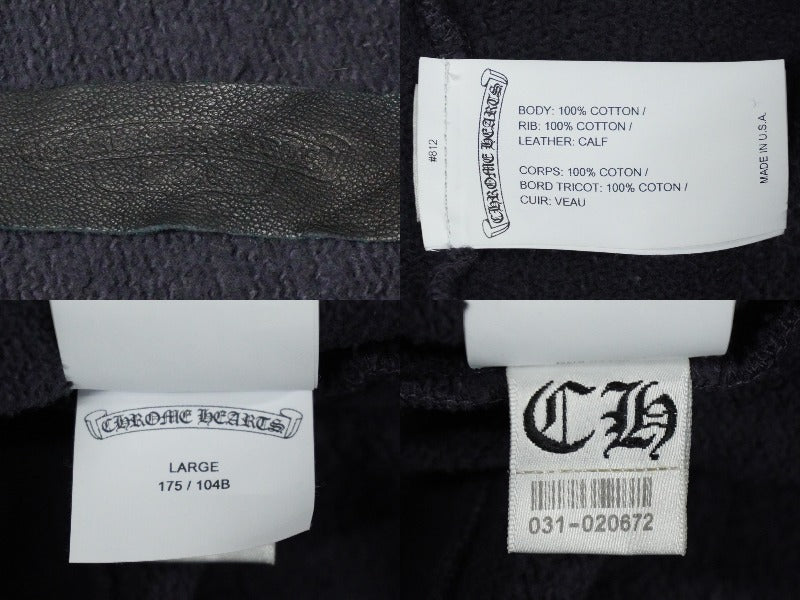 #812
CHROME HEARTS
BODY: 100% COTTON /
RIB: 100% COTTON /
LEATHER: CALF
CORPS: 100% COTON /
BORD TRICOT: 100% COTON /
CUIR: VEAU
MADE IN U.S.A.
CHROME HEARTS
LARGE
175 / 104B
CH
031-020672